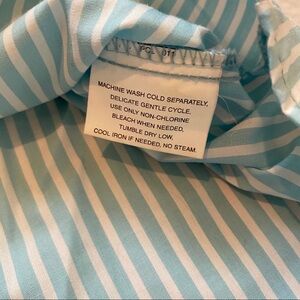 MACHINE WASH COLD SEPARATELY,
DELICATE GENTLE CYCLE,
USE ONLY NON-CHLORINE
BLEACH WHEN NEEDED,
TUMBLE DRY LOW,
COOL IRON IF NEEDED, NO STEAM.